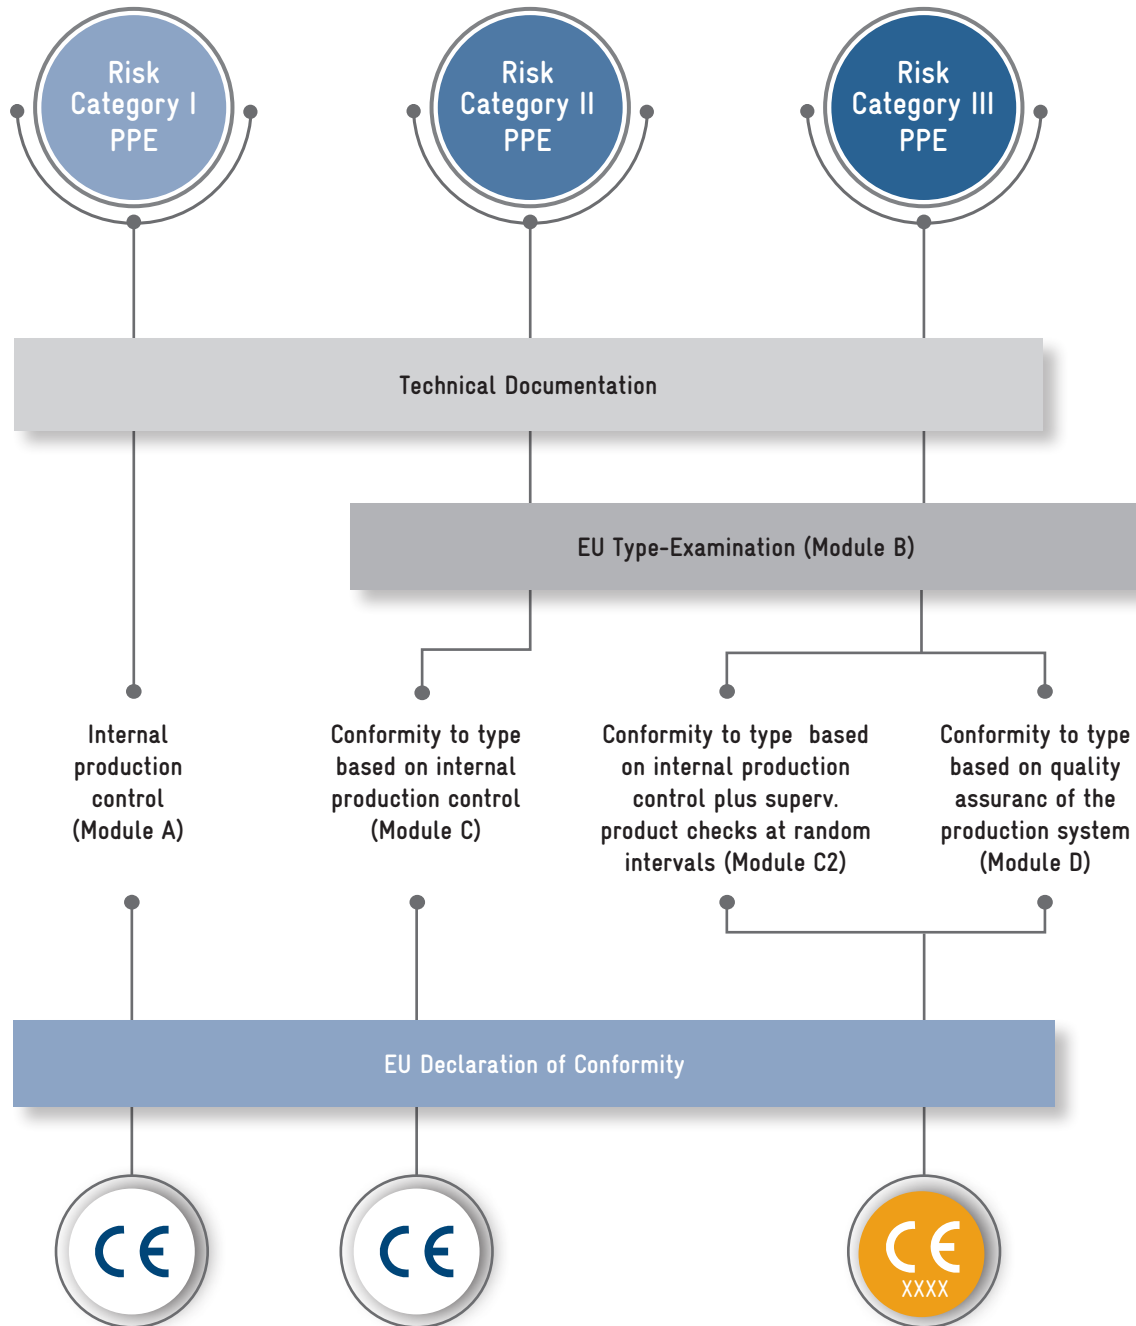 Risk
Category I
PPE
Risk
Category II
PPE
Risk
Category III
PPE
Technical Documentation
EU Type-Examination (Module B)
Internal
production
control
(Module A)
Conformity to type
based on internal
production control
(Module C)
Conformity to type based
on internal production
control plus superv.
product checks at random
intervals (Module C2)
Conformity to type
based on quality
assuranc of the
production system
(Module D)
EU Declaration of Conformity
CE
CE
CE
XXXX